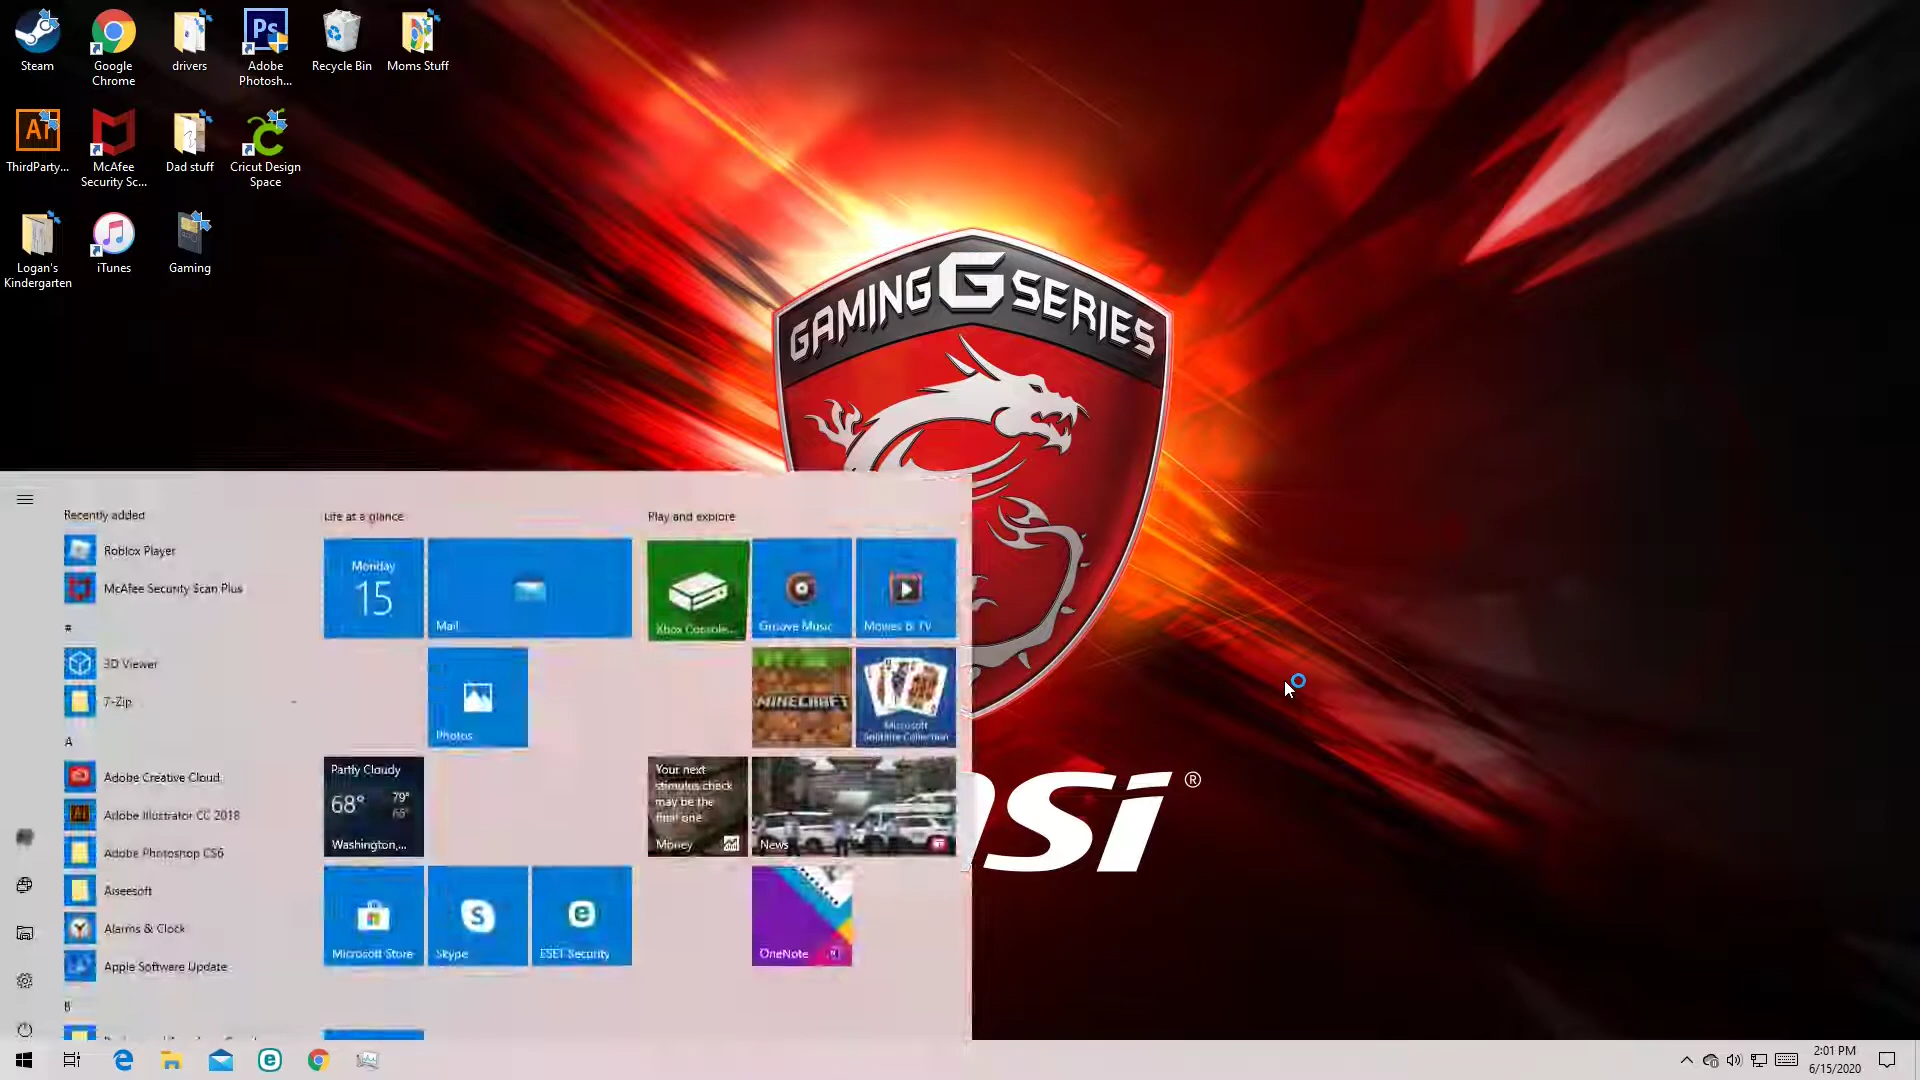 Steam
Google
Chrome
drivers
Ps
Adobe
Photosh...
Recycle Bin
Moms Stuff
Ai
ThirdParty...
McAfee
Security Sc...
Dad stuff
Cricut Design
Space
Logan's
Kindergarten
iTunes
Gaming
GAMING G SERIES
msi®
Recently added
Roblox Player
McAfee Security Scan Plus
#
3D Viewer
7-Zip
A
Adobe Creative Cloud
Adobe Illustrator CC 2018
Adobe Photoshop CS6
Aiseesoft
Alarms & Clock
Apple Software Update
B
Life at a glance
Monday
15
Mail
Photos
Partly Cloudy
68°
79°
66°
Washington,...
Microsoft Store
Skype
ESET Security
Play and explore
Xbox Console...
Groove Music
Movies & TV
MINECRAFT
Microsoft
Solitaire Collection
Your next
stimulus check
may be the
final one
Money
News
OneNote
2:01 PM
6/15/2020